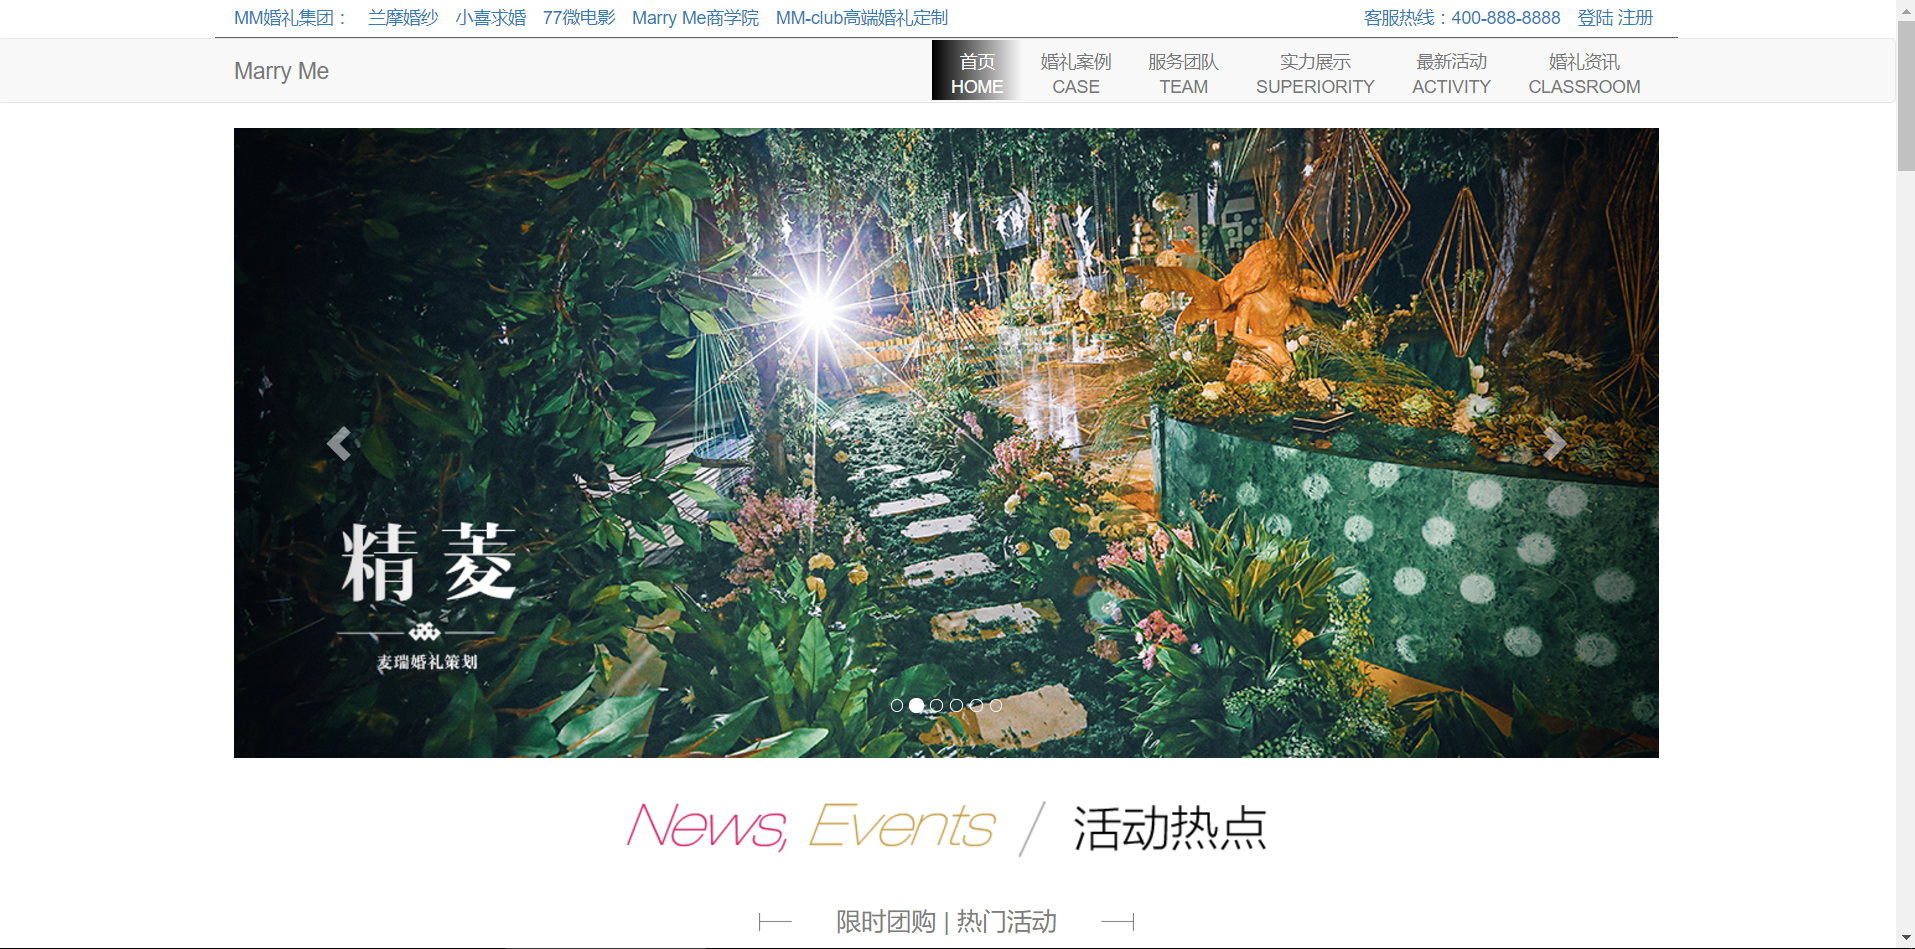 MM婚礼集团： 兰摩婚纱 小喜求婚 77微电影 Marry Me商学院 MM-club高端婚礼定制 客服热线：400-888-8888 登陆 注册
Marry Me
首页 婚礼案例 服务团队 实力展示 最新活动 婚礼资讯
HOME CASE TEAM SUPERIORITY ACTIVITY CLASSROOM
精菱
麦瑞婚礼策划
News, Events / 活动热点
限时团购 | 热门活动